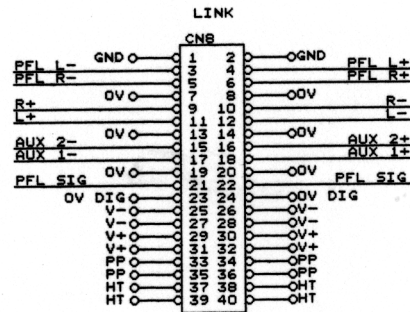 LINK
CN8
GND 1 2 GND
PFL L- 3 4 PFL L+
PFL R- 5 6 PFL R+
0V 7 8 0V
R+ 9 10 R-
L+ 11 12 L-
0V 13 14 0V
AUX 2- 15 16 AUX 2+
AUX 1- 17 18 AUX 1+
0V 19 20 0V
PFL SIG 21 22 PFL SIG
0V DIG 23 24 0V DIG
V- 25 26 V-
V- 27 28 V-
V+ 29 30 V+
V+ 31 32 V+
PP 33 34 PP
PP 35 36 PP
HT 37 38 HT
HT 39 40 HT